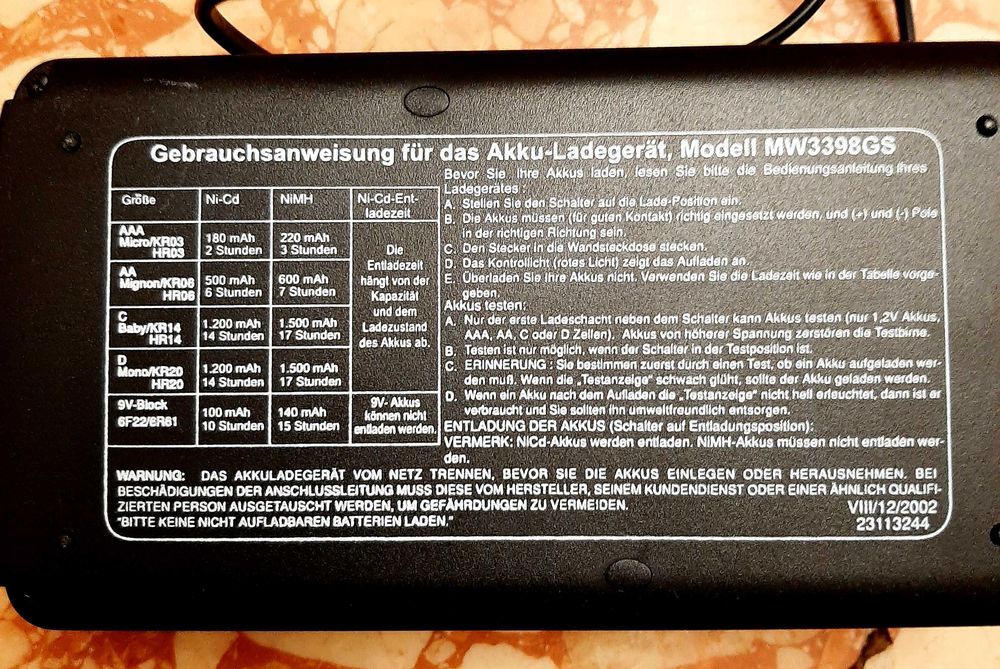 Gebrauchsanweisung für das Akku-Ladegerät, Modell MW3398GS
Größe Ni-Cd NiMH Ni-Cd-Ent-
ladezeit
AAA
Micro/KR03
HR03
180 mAh
2 Stunden
220 mAh
3 Stunden
AA
Mignon/KR06
HR06
500 mAh
6 Stunden
600 mAh
7 Stunden
C
Baby/KR14
HR14
1.200 mAh
14 Stunden
1.500 mAh
17 Stunden
D
Mono/KR20
HR20
1.200 mAh
14 Stunden
1.500 mAh
17 Stunden
Die
Entladezeit
hängt von der
Kapazität
und dem
Ladezustand
des Akkus ab.
9V-Block
6F22/6R61
100 mAh
10 Stunden
140 mAh
15 Stunden
9V- Akkus
können nicht
entladen werden.
Bevor Sie Ihre Akkus laden, lesen Sie bitte die Bedienungsanleitung Ihres
Ladegerätes :
A. Stellen Sie den Schalter auf die Lade-Position ein.
B. Die Akkus müssen (für guten Kontakt) richtig eingesetzt werden, und (+) und (-) Pole
in der richtigen Richtung sein.
C. Den Stecker in die Wandsteckdose stecken.
D. Das Kontrollicht (rotes Licht) zeigt das Aufladen an.
E. Überladen Sie Ihre Akkus nicht. Verwenden Sie die Ladezeit wie in der Tabelle vorge-
geben.
Akkus testen:
A. Nur der erste Ladeschacht neben dem Schalter kann Akkus testen (nur 1,2V Akkus,
AAA, AA, C oder D Zellen). Akkus von höherer Spannung zerstören die Testbirne.
B. Testen ist nur möglich, wenn der Schalter in der Testposition ist.
C. ERINNERUNG : Sie bestimmen zuerst durch einen Test, ob ein Akku aufgeladen wer-
den muß. Wenn die „Testanzeige" schwach glüht, sollte der Akku geladen werden.
D. Wenn ein Akku nach dem Aufladen die „Testanzeige" nicht hell erleuchtet, dann ist er
verbraucht und Sie sollten ihn umweltfreundlich entsorgen.
ENTLADUNG DER AKKUS (Schalter auf Entladungsposition):
VERMERK: NiCd-Akkus werden entladen. NiMH-Akkus müssen nicht entladen wer-
den.
WARNUNG: DAS AKKULADEGERÄT VOM NETZ TRENNEN, BEVOR SIE DIE AKKUS EINLEGEN ODER HERAUSNEHMEN. BEI
BESCHÄDIGUNGEN DER ANSCHLUSSLEITUNG MUSS DIESE VOM HERSTELLER, SEINEM KUNDENDIENST ODER EINER ÄHNLICH QUALIFI-
ZIERTEN PERSON AUSGETAUSCHT WERDEN, UM GEFÄHRDUNGEN ZU VERMEIDEN.
"BITTE KEINE NICHT AUFLADBAREN BATTERIEN LADEN."
VIII/12/2002
23113244